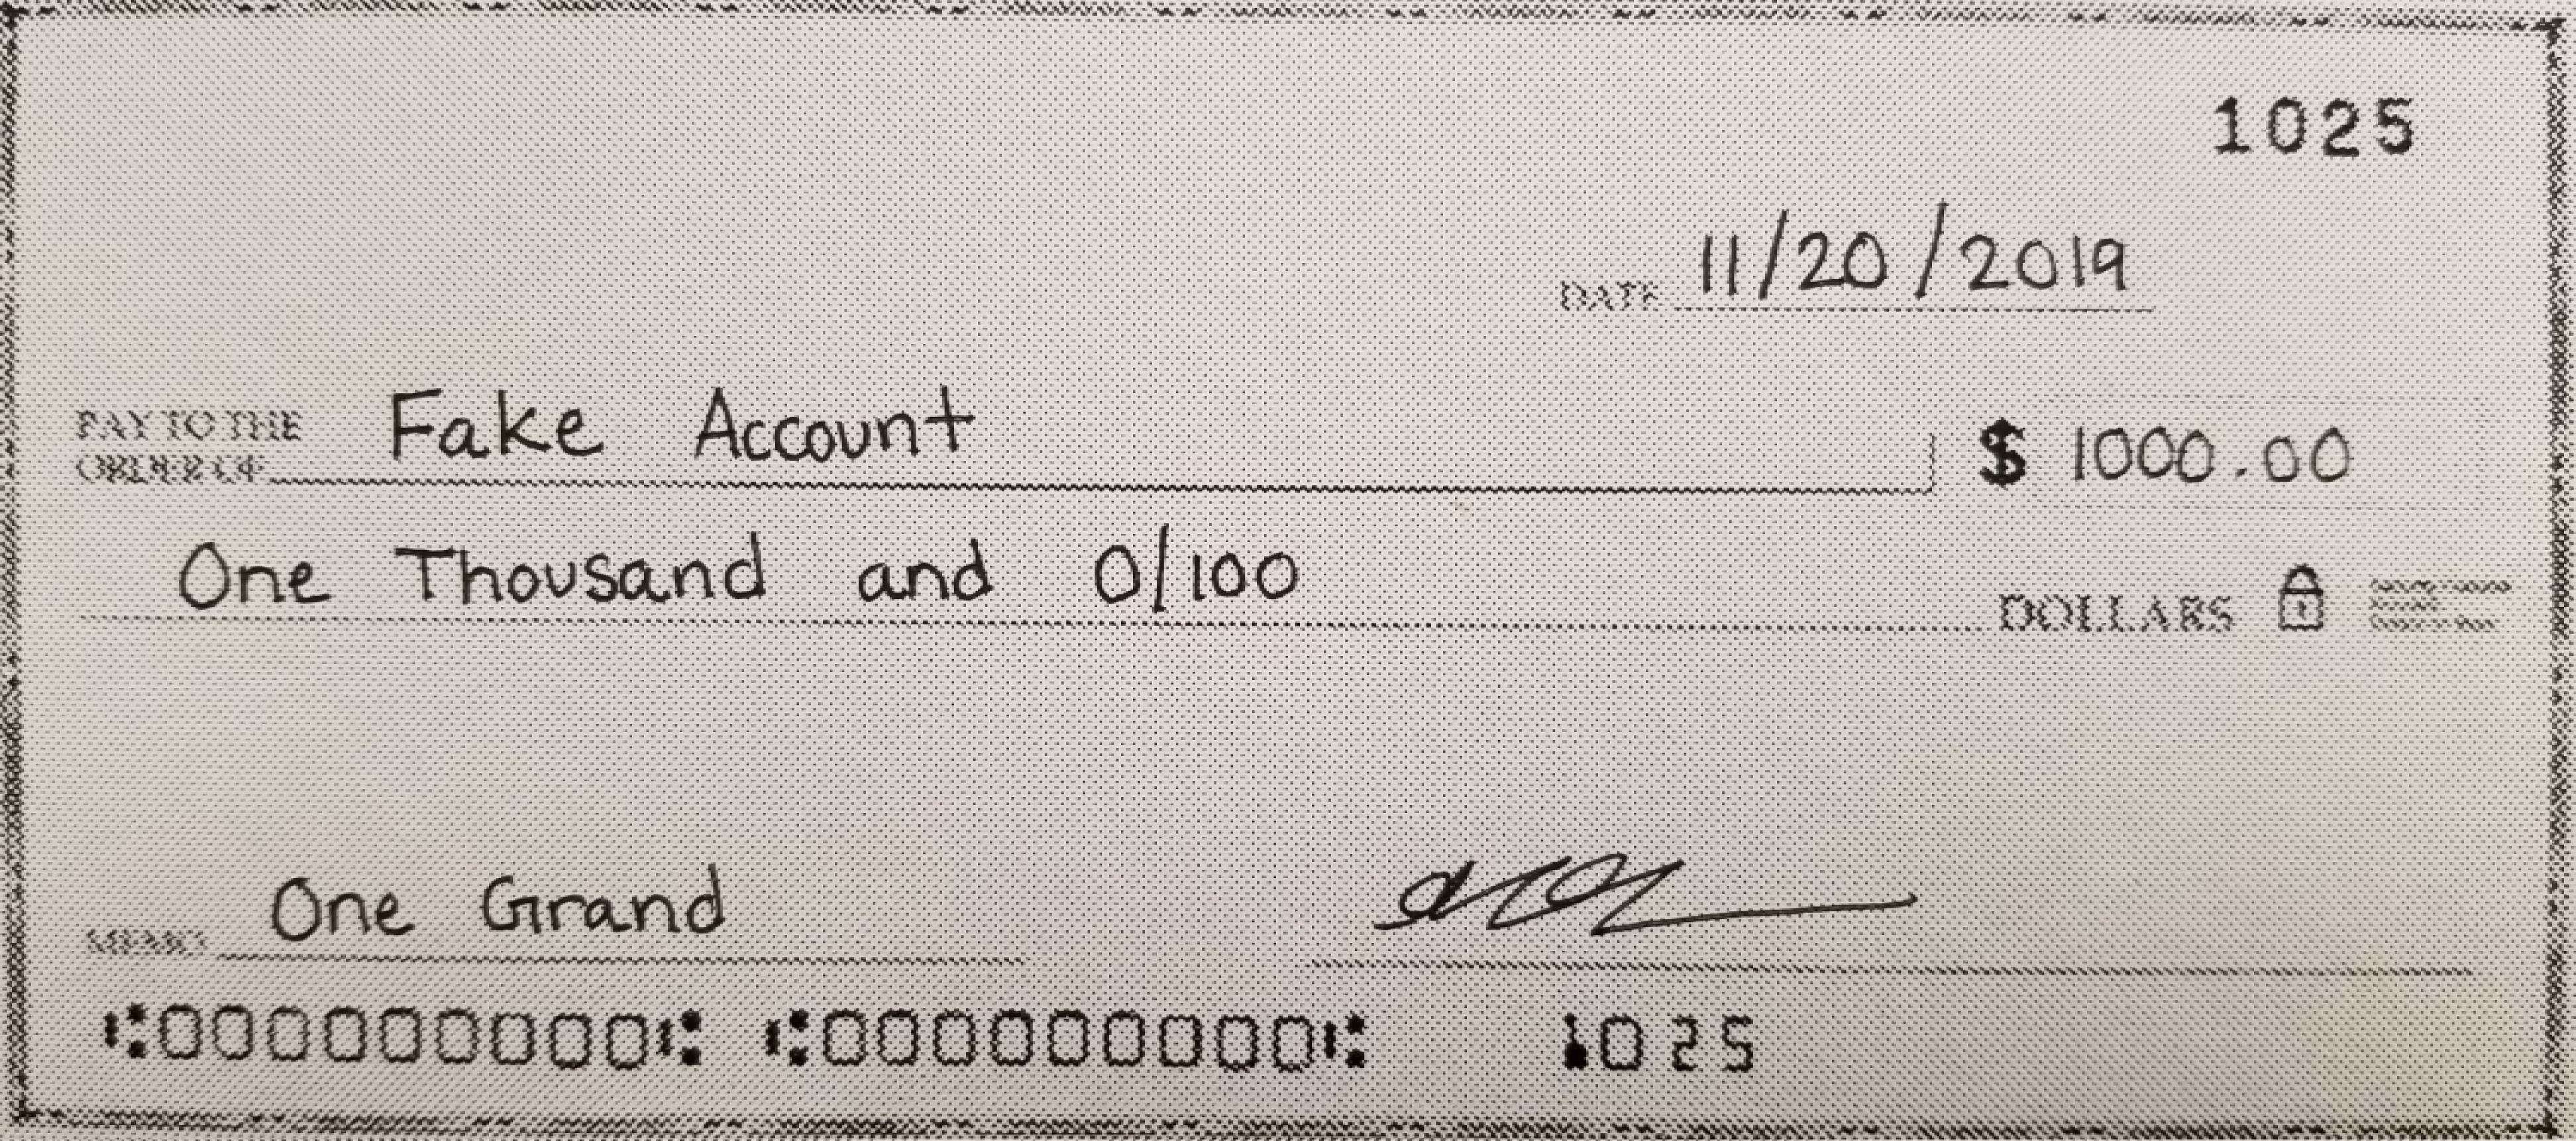 1025
DATE 11/20/2019
PAY TO THE
ORDER OF Fake Account $ 1000.00
One Thousand and 0/100 DOLLARS
MEMO One Grand
⑆000000000⑆ ⑆000000000⑆ 1025